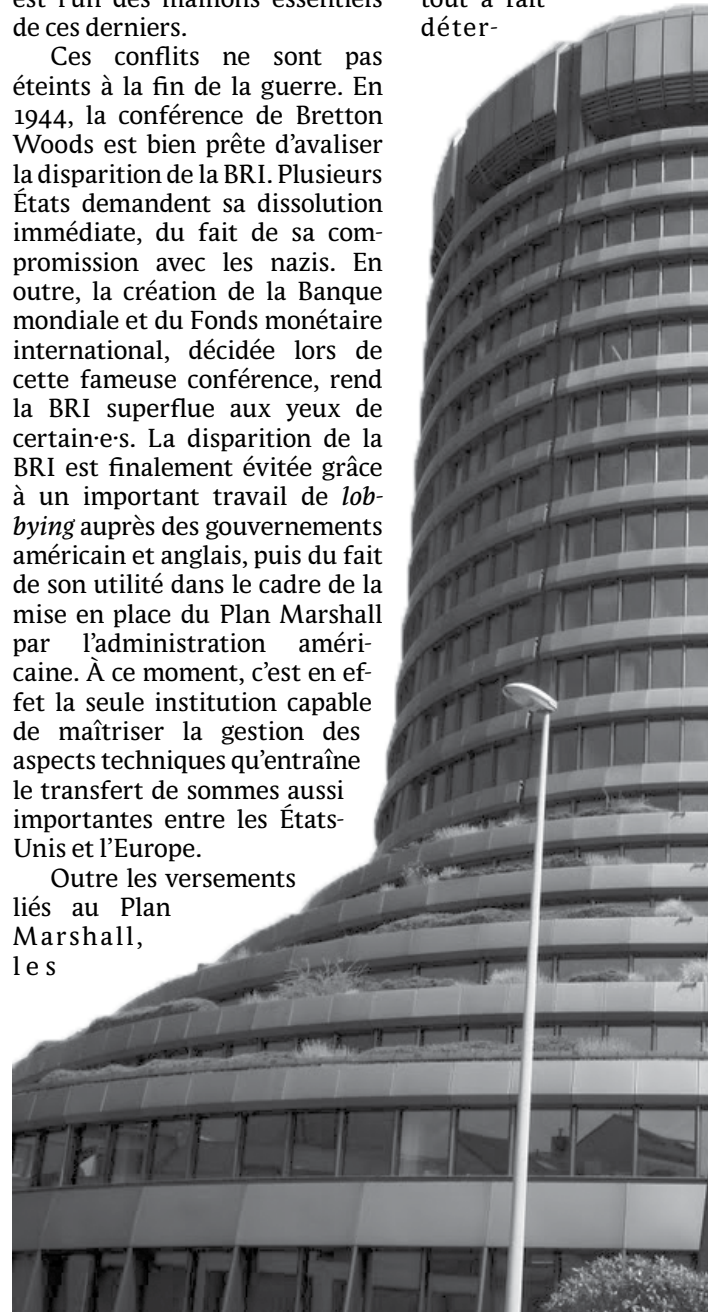 est l'un des maillons essentiels
de ces derniers.
Ces conflits ne sont pas
éteints à la fin de la guerre. En
1944, la conférence de Bretton
Woods est bien prête d'avaliser
la disparition de la BRI. Plusieurs
États demandent sa dissolution
immédiate, du fait de sa com-
promission avec les nazis. En
outre, la création de la Banque
mondiale et du Fonds monétaire
international, décidée lors de
cette fameuse conférence, rend
la BRI superflue aux yeux de
certain·e·s. La disparition de la
BRI est finalement évitée grâce
à un important travail de lob-
bying auprès des gouvernements
américain et anglais, puis du fait
de son utilité dans le cadre de la
mise en place du Plan Marshall
par l'administration améri-
caine. À ce moment, c'est en ef-
fet la seule institution capable
de maîtriser la gestion des
aspects techniques qu'entraîne
le transfert de sommes aussi
importantes entre les États-
Unis et l'Europe.
Outre les versements
liés au Plan
Marshall,
les
tout à fait
déter-